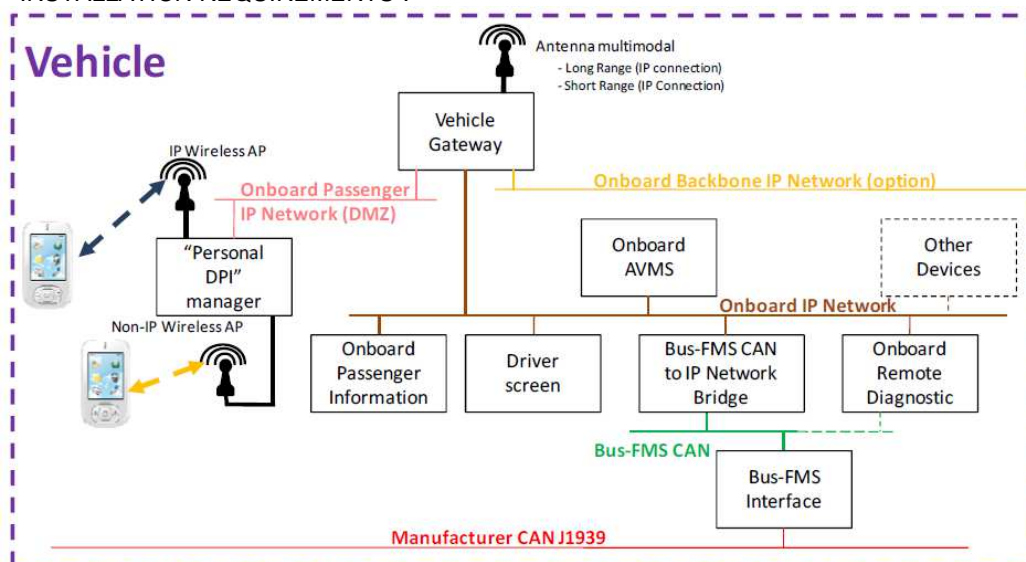 INSTALLATION REQUIREMENTS :
Vehicle
Antenna multimodal
- Long Range (IP connection)
- Short Range (IP Connection)
Vehicle
Gateway
IP Wireless AP
Onboard Passenger
IP Network (DMZ)
Onboard Backbone IP Network (option)
"Personal
DPI"
manager
Onboard
AVMS
Other
Devices
Onboard IP Network
Non-IP Wireless AP
Onboard
Passenger
Information
Driver
screen
Bus-FMS CAN
to IP Network
Bridge
Onboard
Remote
Diagnostic
Bus-FMS CAN
Bus-FMS
Interface
Manufacturer CAN J1939